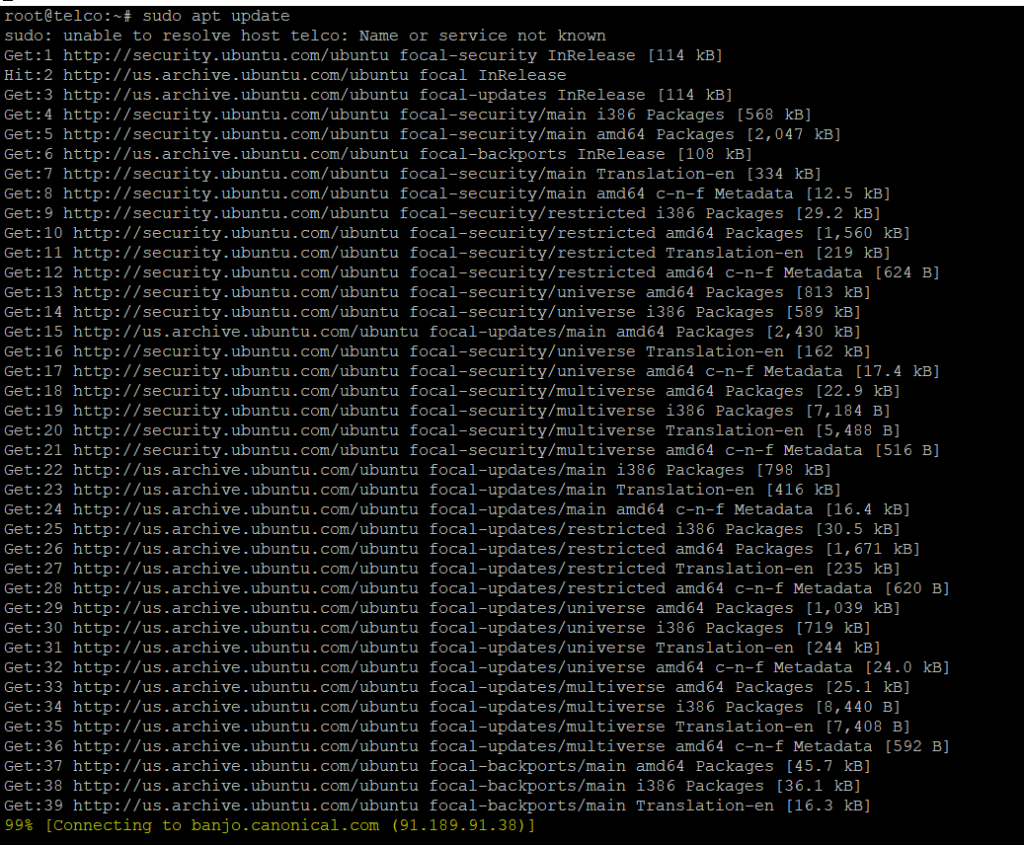 root@telco:~# sudo apt update
sudo: unable to resolve host telco: Name or service not known
Get:1 http://security.ubuntu.com/ubuntu focal-security InRelease [114 kB]
Hit:2 http://us.archive.ubuntu.com/ubuntu focal InRelease
Get:3 http://us.archive.ubuntu.com/ubuntu focal-updates InRelease [114 kB]
Get:4 http://security.ubuntu.com/ubuntu focal-security/main i386 Packages [568 kB]
Get:5 http://security.ubuntu.com/ubuntu focal-security/main amd64 Packages [2,047 kB]
Get:6 http://us.archive.ubuntu.com/ubuntu focal-backports InRelease [108 kB]
Get:7 http://security.ubuntu.com/ubuntu focal-security/main Translation-en [334 kB]
Get:8 http://security.ubuntu.com/ubuntu focal-security/main amd64 c-n-f Metadata [12.5 kB]
Get:9 http://security.ubuntu.com/ubuntu focal-security/restricted i386 Packages [29.2 kB]
Get:10 http://security.ubuntu.com/ubuntu focal-security/restricted amd64 Packages [1,560 kB]
Get:11 http://security.ubuntu.com/ubuntu focal-security/restricted Translation-en [219 kB]
Get:12 http://security.ubuntu.com/ubuntu focal-security/restricted amd64 c-n-f Metadata [624 B]
Get:13 http://security.ubuntu.com/ubuntu focal-security/universe amd64 Packages [813 kB]
Get:14 http://security.ubuntu.com/ubuntu focal-security/universe i386 Packages [589 kB]
Get:15 http://us.archive.ubuntu.com/ubuntu focal-updates/main amd64 Packages [2,430 kB]
Get:16 http://security.ubuntu.com/ubuntu focal-security/universe Translation-en [162 kB]
Get:17 http://security.ubuntu.com/ubuntu focal-security/universe amd64 c-n-f Metadata [17.4 kB]
Get:18 http://security.ubuntu.com/ubuntu focal-security/multiverse amd64 Packages [22.9 kB]
Get:19 http://security.ubuntu.com/ubuntu focal-security/multiverse i386 Packages [7,184 B]
Get:20 http://security.ubuntu.com/ubuntu focal-security/multiverse Translation-en [5,488 B]
Get:21 http://security.ubuntu.com/ubuntu focal-security/multiverse amd64 c-n-f Metadata [516 B]
Get:22 http://us.archive.ubuntu.com/ubuntu focal-updates/main i386 Packages [798 kB]
Get:23 http://us.archive.ubuntu.com/ubuntu focal-updates/main Translation-en [416 kB]
Get:24 http://us.archive.ubuntu.com/ubuntu focal-updates/main amd64 c-n-f Metadata [16.4 kB]
Get:25 http://us.archive.ubuntu.com/ubuntu focal-updates/restricted i386 Packages [30.5 kB]
Get:26 http://us.archive.ubuntu.com/ubuntu focal-updates/restricted amd64 Packages [1,671 kB]
Get:27 http://us.archive.ubuntu.com/ubuntu focal-updates/restricted Translation-en [235 kB]
Get:28 http://us.archive.ubuntu.com/ubuntu focal-updates/restricted amd64 c-n-f Metadata [620 B]
Get:29 http://us.archive.ubuntu.com/ubuntu focal-updates/universe amd64 Packages [1,039 kB]
Get:30 http://us.archive.ubuntu.com/ubuntu focal-updates/universe i386 Packages [719 kB]
Get:31 http://us.archive.ubuntu.com/ubuntu focal-updates/universe Translation-en [244 kB]
Get:32 http://us.archive.ubuntu.com/ubuntu focal-updates/universe amd64 c-n-f Metadata [24.0 kB]
Get:33 http://us.archive.ubuntu.com/ubuntu focal-updates/multiverse amd64 Packages [25.1 kB]
Get:34 http://us.archive.ubuntu.com/ubuntu focal-updates/multiverse i386 Packages [8,440 B]
Get:35 http://us.archive.ubuntu.com/ubuntu focal-updates/multiverse Translation-en [7,408 B]
Get:36 http://us.archive.ubuntu.com/ubuntu focal-updates/multiverse amd64 c-n-f Metadata [592 B]
Get:37 http://us.archive.ubuntu.com/ubuntu focal-backports/main amd64 Packages [45.7 kB]
Get:38 http://us.archive.ubuntu.com/ubuntu focal-backports/main i386 Packages [36.1 kB]
Get:39 http://us.archive.ubuntu.com/ubuntu focal-backports/main Translation-en [16.3 kB]
99% [Connecting to banjo.canonical.com (91.189.91.38)]